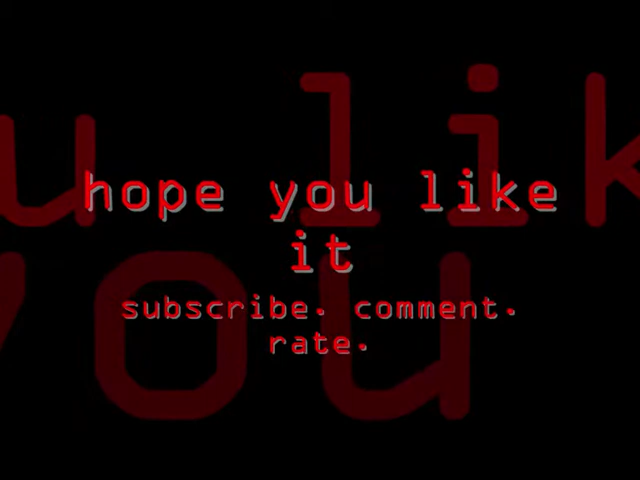 u lik
hope you like
it
you
subscribe. comment.
rate.